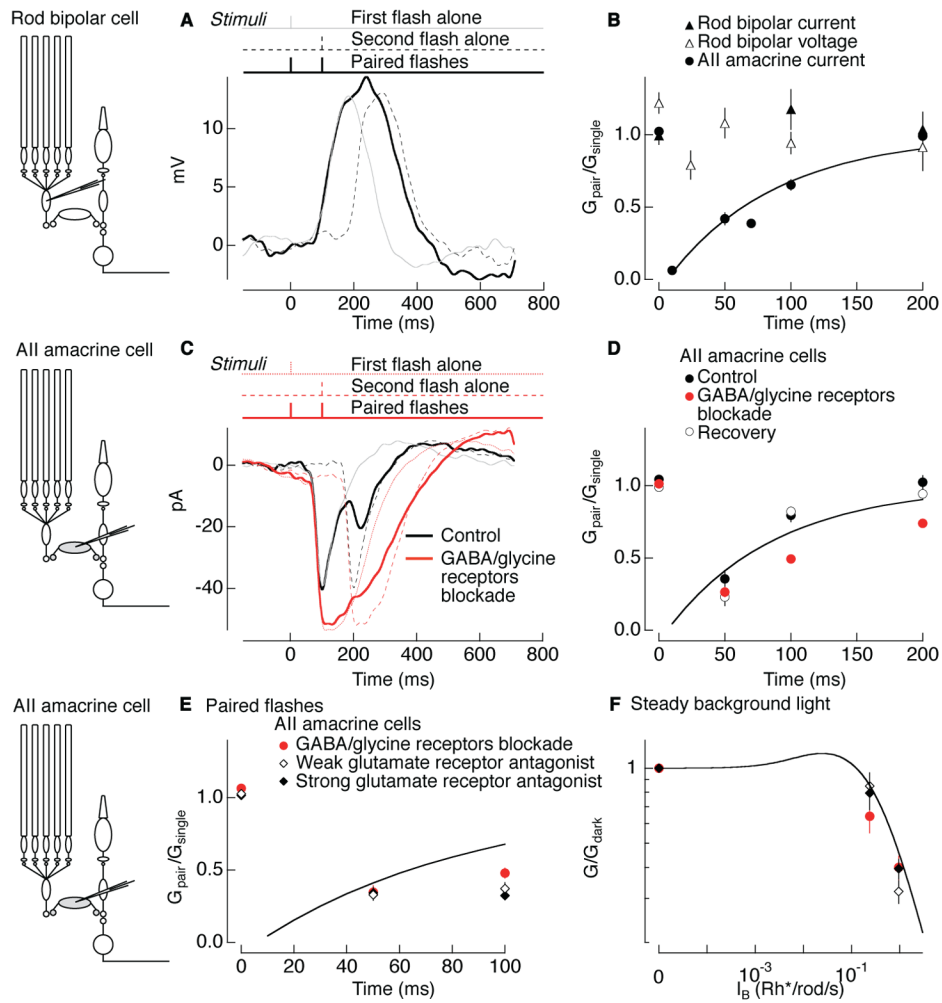 Rod bipolar cell
A
Stimuli
First flash alone
Second flash alone
Paired flashes
10
0
mV
0 200 400 600 800
Time (ms)
B
Rod bipolar current
Rod bipolar voltage
AII amacrine current
1.0
0.5
0.0
Gpair/Gsingle
0 50 100 150 200
Time (ms)
AII amacrine cell
C
Stimuli
First flash alone
Second flash alone
Paired flashes
0
-20
-40
pA
Control
GABA/glycine
receptors
blockade
0 200 400 600 800
Time (ms)
D
AII amacrine cells
Control
GABA/glycine receptors
blockade
Recovery
1.0
0.5
0.0
Gpair/Gsingle
0 50 100 150 200
Time (ms)
AII amacrine cell
E Paired flashes
AII amacrine cells
GABA/glycine receptors blockade
Weak glutamate receptor antagonist
Strong glutamate receptor antagonist
1.0
0.5
0.0
Gpair/Gsingle
0 20 40 60 80 100
Time (ms)
F Steady background light
1
G/Gdark
0 10-3 10-1
IB (Rh*/rod/s)